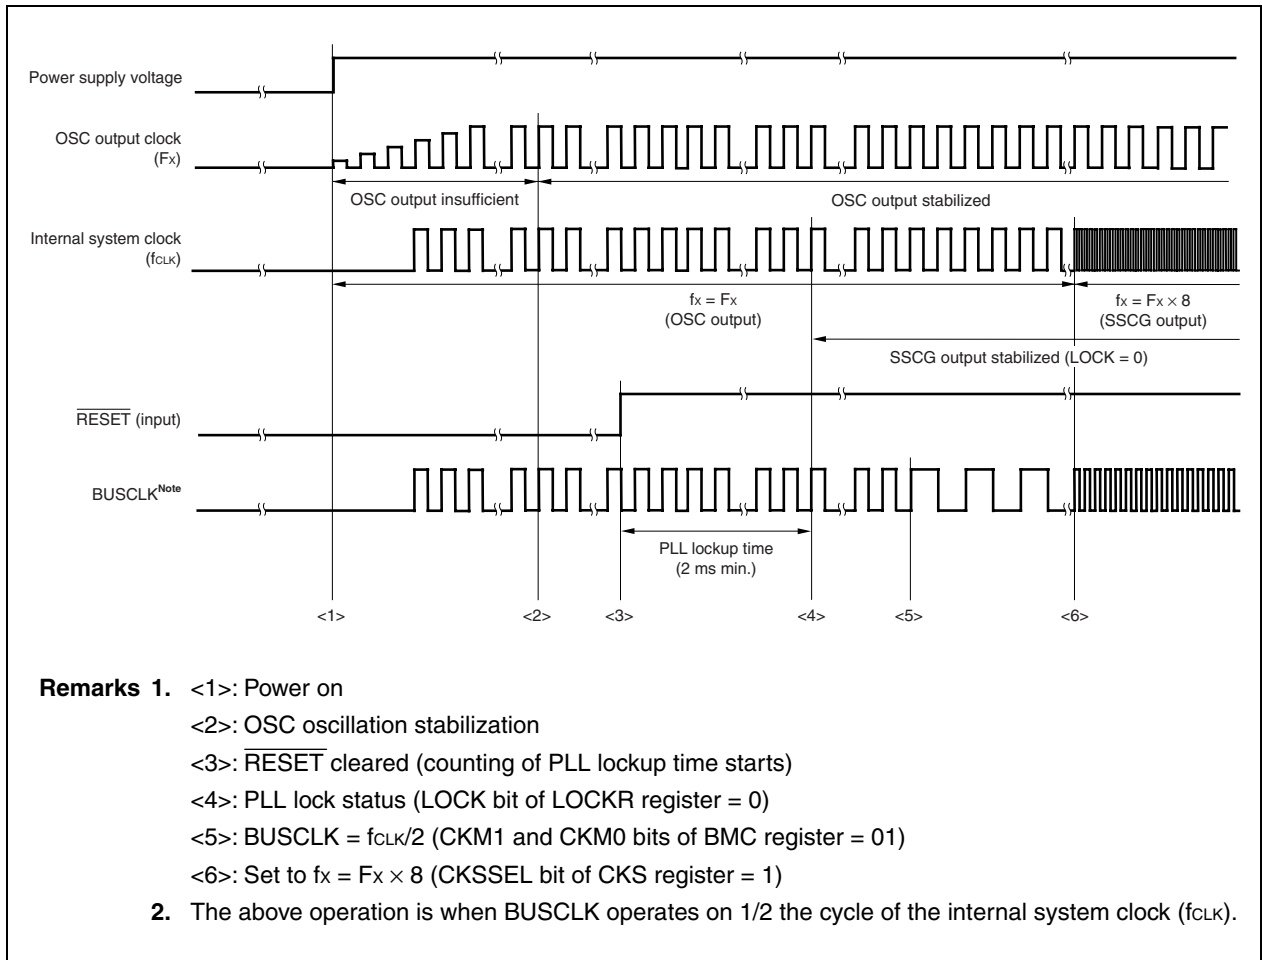 Power supply voltage
OSC output clock
(FX)
OSC output insufficient
OSC output stabilized
Internal system clock
(fCLK)
fX = FX
(OSC output)
fX = FX × 8
(SSCG output)
SSCG output stabilized (LOCK = 0)
RESET (input)
BUSCLKNote
PLL lockup time
(2 ms min.)
<1> <2> <3> <4> <5> <6>
Remarks 1. <1>: Power on
<2>: OSC oscillation stabilization
<3>: RESET cleared (counting of PLL lockup time starts)
<4>: PLL lock status (LOCK bit of LOCKR register = 0)
<5>: BUSCLK = fCLK/2 (CKM1 and CKM0 bits of BMC register = 01)
<6>: Set to fX = FX × 8 (CKSSEL bit of CKS register = 1)
2. The above operation is when BUSCLK operates on 1/2 the cycle of the internal system clock (fCLK).